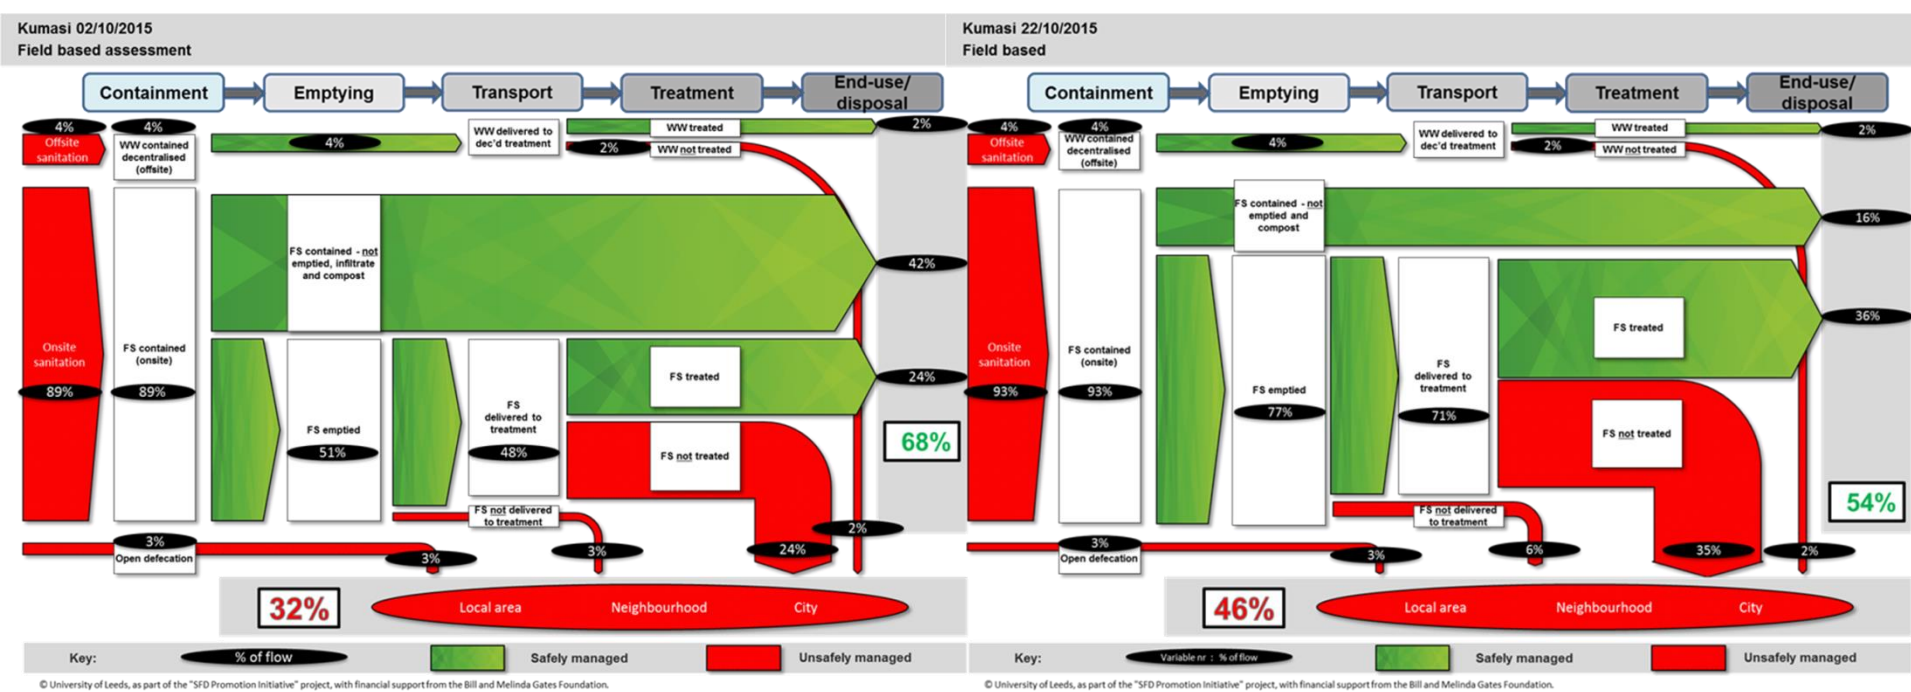 Kumasi 02/10/2015
Field based assessment
Containment
Emptying
Transport
Treatment
End-use/
disposal
4%
4%
Offsite
sanitation
WW contained
decentralised
(offsite)
4%
WW delivered to
dec'd treatment
WW treated
2%
2%
WW not treated
FS contained - not
emptied, infiltrate
and compost
42%
Onsite
sanitation
89%
FS contained
(onsite)
89%
FS emptied
51%
FS
delivered to
treatment
48%
FS treated
24%
FS not treated
68%
FS not delivered
to treatment
3%
Open defecation
3%
3%
24%
2%
32%
Local area
Neighbourhood
City
Key:
% of flow
Safely managed
Unsafely managed
© University of Leeds, as part of the "SFD Promotion Initiative" project, with financial support from the Bill and Melinda Gates Foundation.
Kumasi 22/10/2015
Field based
Containment
Emptying
Transport
Treatment
End-use/
disposal
4%
4%
Offsite
sanitation
WW contained
decentralised
(offsite)
4%
WW delivered to
dec'd treatment
WW treated
2%
2%
WW not treated
FS contained - not
emptied and
compost
16%
Onsite
sanitation
93%
FS contained
(onsite)
93%
FS emptied
77%
FS
delivered to
treatment
71%
FS treated
36%
FS not treated
54%
FS not delivered
to treatment
3%
Open defecation
3%
6%
35%
2%
46%
Local area
Neighbourhood
City
Key:
Variable nr : % of flow
Safely managed
Unsafely managed
© University of Leeds, as part of the "SFD Promotion Initiative" project, with financial support from the Bill and Melinda Gates Foundation.